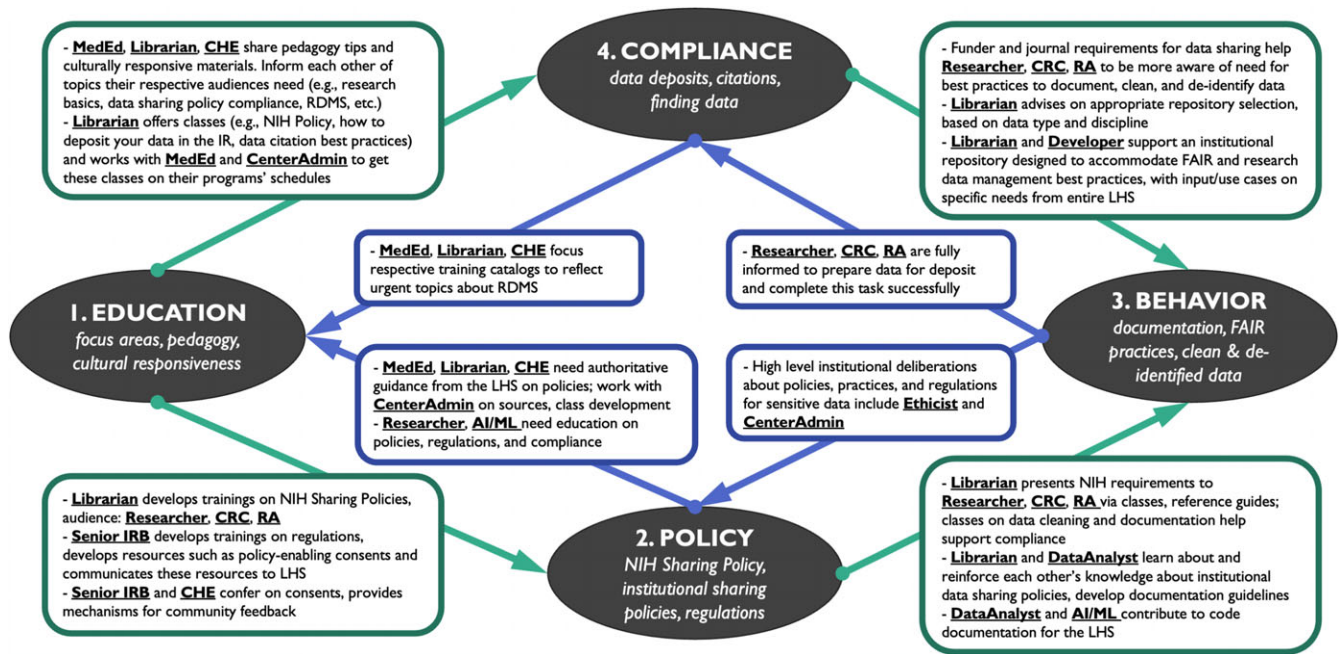 - MedEd, Librarian, CHE share pedagogy tips and
culturally responsive materials. Inform each other of
topics their respective audiences need (e.g., research
basics, data sharing policy compliance, RDMS, etc.)
- Librarian offers classes (e.g., NIH Policy, how to
deposit your data in the IR, data citation best practices)
and works with MedEd and CenterAdmin to get
these classes on their programs' schedules
4. COMPLIANCE
data deposits, citations,
finding data
- Funder and journal requirements for data sharing help
Researcher, CRC, RA to be more aware of need for
best practices to document, clean, and de-identify data
- Librarian advises on appropriate repository selection,
based on data type and discipline
- Librarian and Developer support an institutional
repository designed to accommodate FAIR and research
data management best practices, with input/use cases on
specific needs from entire LHS
- MedEd, Librarian, CHE focus
respective training catalogs to reflect
urgent topics about RDMS
- Researcher, CRC, RA are fully
informed to prepare data for deposit
and complete this task successfully
1. EDUCATION
focus areas, pedagogy,
cultural responsiveness
3. BEHAVIOR
documentation, FAIR
practices, clean & de-
identified data
- MedEd, Librarian, CHE need authoritative
guidance from the LHS on policies; work with
CenterAdmin on sources, class development
- Researcher, AI/ML need education on
policies, regulations, and compliance
- High level institutional deliberations
about policies, practices, and regulations
for sensitive data include Ethicist and
CenterAdmin
- Librarian develops trainings on NIH Sharing Policies,
audience: Researcher, CRC, RA
- Senior IRB develops trainings on regulations,
develops resources such as policy-enabling consents and
communicates these resources to LHS
- Senior IRB and CHE confer on consents, provides
mechanisms for community feedback
2. POLICY
NIH Sharing Policy,
institutional sharing
policies, regulations
- Librarian presents NIH requirements to
Researcher, CRC, RA via classes, reference guides;
classes on data cleaning and documentation help
support compliance
- Librarian and DataAnalyst learn about and
reinforce each other's knowledge about institutional
data sharing policies, develop documentation guidelines
- DataAnalyst and AI/ML contribute to code
documentation for the LHS